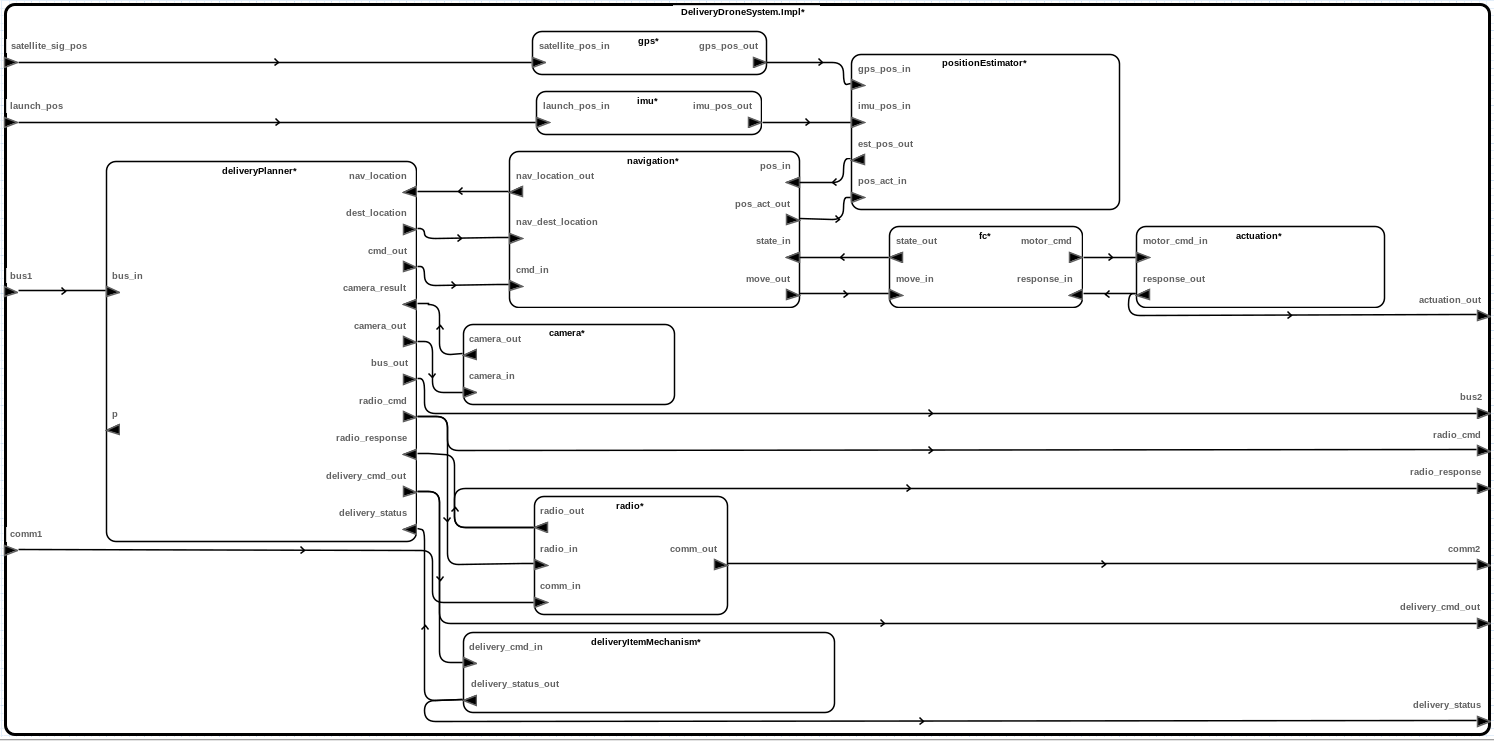 DeliveryDroneSystem.Impl*
satellite_sig_pos
launch_pos
bus1
comm1
gps*
satellite_pos_in
gps_pos_out
imu*
launch_pos_in
imu_pos_out
positionEstimator*
gps_pos_in
imu_pos_in
est_pos_out
pos_act_in
deliveryPlanner*
nav_location
dest_location
cmd_out
bus_in
camera_result
camera_out
bus_out
radio_cmd
p
radio_response
delivery_cmd_out
delivery_status
navigation*
pos_in
nav_location_out
pos_act_out
nav_dest_location
state_in
cmd_in
move_out
fc*
state_out
motor_cmd
move_in
response_in
actuation*
motor_cmd_in
response_out
camera*
camera_out
camera_in
radio*
radio_out
radio_in
comm_out
comm_in
deliveryItemMechanism*
delivery_cmd_in
delivery_status_out
actuation_out
bus2
radio_cmd
radio_response
comm2
delivery_cmd_out
delivery_status